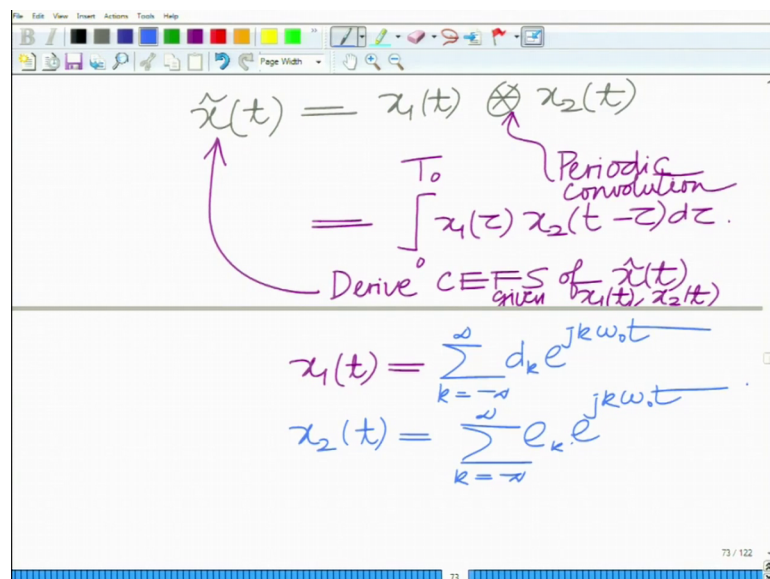 File Edit View Insert Actions Tools Help
B I
Page Width
x̃(t) = x₁(t) ⊛ x₂(t)
Periodic
convolution
= ∫₀^T₀ x₁(τ) x₂(t-τ)dτ.
Derive CEFS of x̃(t)
given x₁(t), x₂(t)
x₁(t) = ∑_{k=-∞}^{∞} dₖ e^{jkω₀t}
x₂(t) = ∑_{k=-∞}^{∞} eₖ e^{jkω₀t}
73 / 122
73